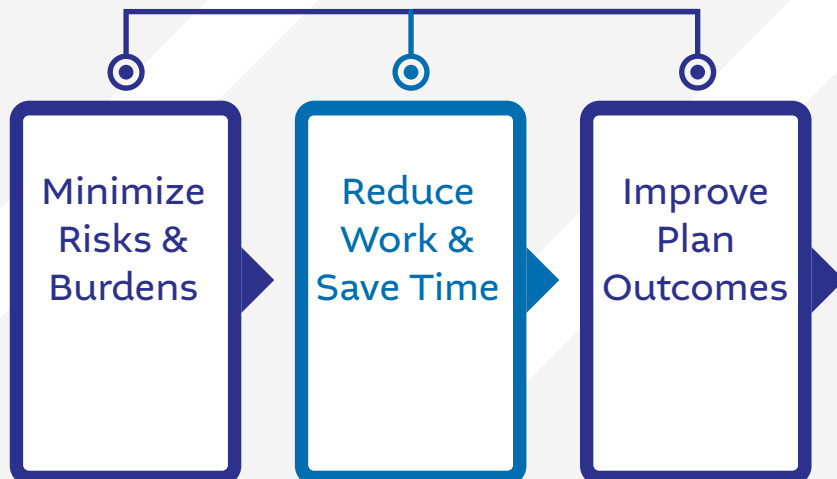 Minimize
Risks &
Burdens
Reduce
Work &
Save Time
Improve
Plan
Outcomes